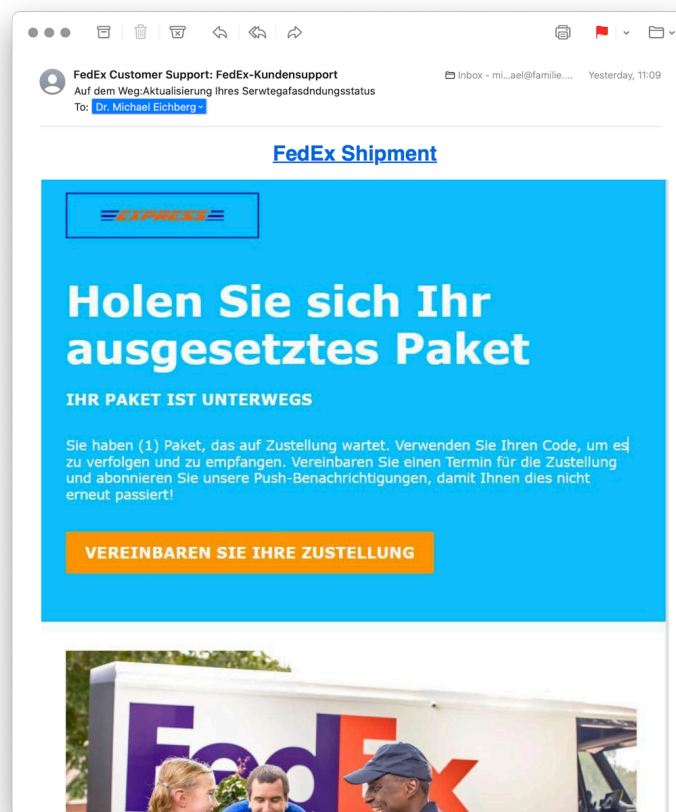 FedEx Customer Support: FedEx-Kundensupport
Inbox - mi...ael@familie....
Yesterday, 11:09
Auf dem Weg:Aktualisierung Ihres Serwtegafasdndungsstatus
To: Dr. Michael Eichberg
FedEx Shipment
EXPRESS
Holen Sie sich Ihr
ausgesetztes Paket
IHR PAKET IST UNTERWEGS
Sie haben (1) Paket, das auf Zustellung wartet. Verwenden Sie Ihren Code, um es
zu verfolgen und zu empfangen. Vereinbaren Sie einen Termin für die Zustellung
und abonnieren Sie unsere Push-Benachrichtigungen, damit Ihnen dies nicht
erneut passiert!
VEREINBAREN SIE IHRE ZUSTELLUNG
FedEx